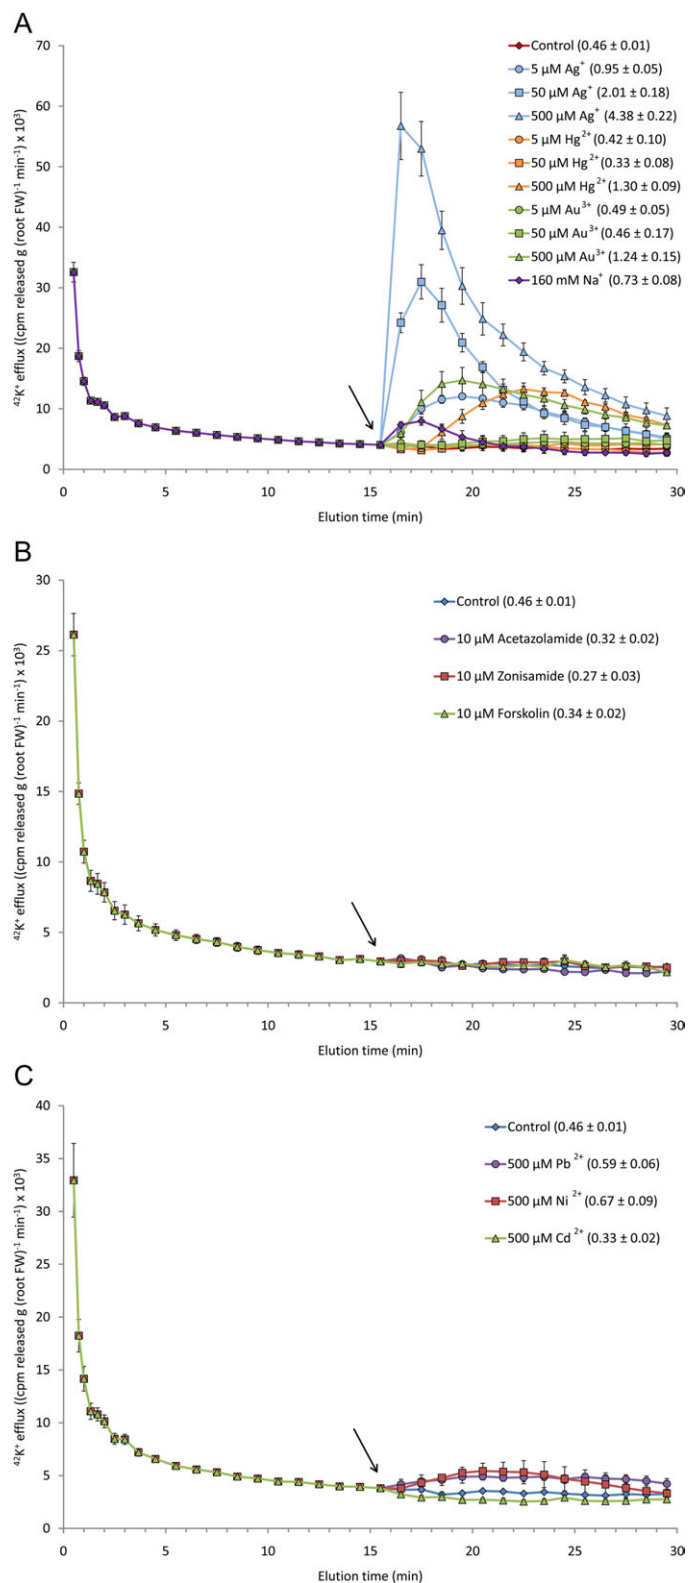 A
⁴²K⁺ efflux ((cpm released g (root FW)⁻¹ min⁻¹) x 10³)
70
60
50
40
30
20
10
0
0 5 10 15 20 25 30
Elution time (min)
Control (0.46 ± 0.01)
5 µM Ag⁺ (0.95 ± 0.05)
50 µM Ag⁺ (2.01 ± 0.18)
500 µM Ag⁺ (4.38 ± 0.22)
5 µM Hg²⁺ (0.42 ± 0.10)
50 µM Hg²⁺ (0.33 ± 0.08)
500 µM Hg²⁺ (1.30 ± 0.09)
5 µM Au³⁺ (0.49 ± 0.05)
50 µM Au³⁺ (0.46 ± 0.17)
500 µM Au³⁺ (1.24 ± 0.15)
160 mM Na⁺ (0.73 ± 0.08)
B
⁴²K⁺ efflux ((cpm released g (root FW)⁻¹ min⁻¹) x 10³)
30
25
20
15
10
5
0
0 5 10 15 20 25 30
Elution time (min)
Control (0.46 ± 0.01)
10 µM Acetazolamide (0.32 ± 0.02)
10 µM Zonisamide (0.27 ± 0.03)
10 µM Forskolin (0.34 ± 0.02)
C
⁴²K⁺ efflux ((cpm released g (root FW)⁻¹ min⁻¹) x 10³)
40
35
30
25
20
15
10
5
0
0 5 10 15 20 25 30
Elution time (min)
Control (0.46 ± 0.01)
500 µM Pb ²⁺ (0.59 ± 0.06)
500 µM Ni ²⁺ (0.67 ± 0.09)
500 µM Cd ²⁺ (0.33 ± 0.02)